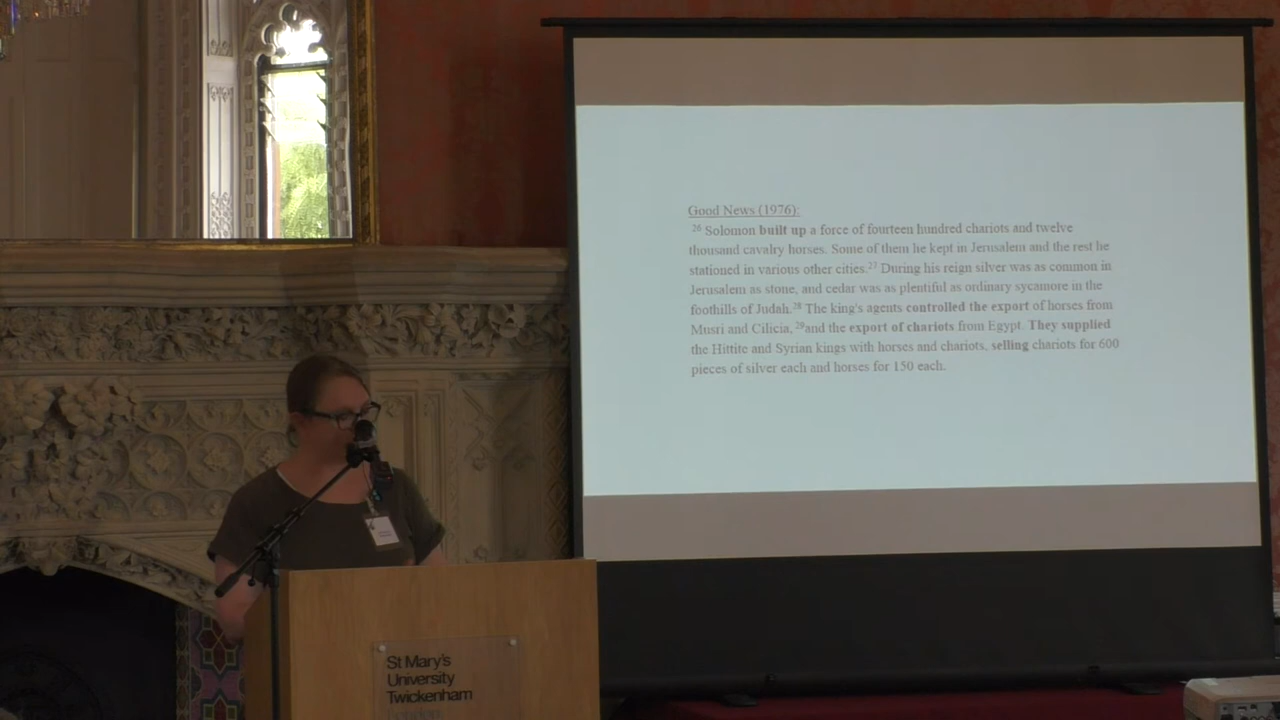 Good News (1976):
26 Solomon built up a force of fourteen hundred chariots and twelve
thousand cavalry horses. Some of them he kept in Jerusalem and the rest he
stationed in various other cities.27 During his reign silver was as common in
Jerusalem as stone, and cedar was as plentiful as ordinary sycamore in the
foothills of Judah.28 The king's agents controlled the export of horses from
Musri and Cilicia, 29and the export of chariots from Egypt. They supplied
the Hittite and Syrian kings with horses and chariots, selling chariots for 600
pieces of silver each and horses for 150 each.
St Mary's
University
Twickenham
London